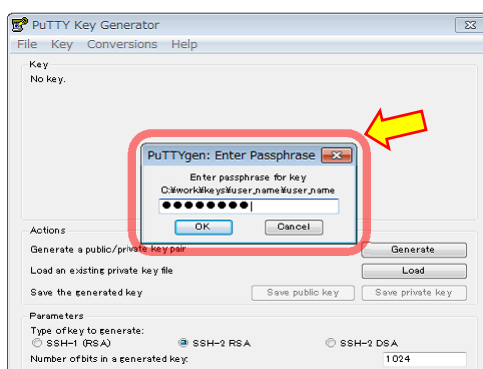 PuTTY Key Generator
File Key Conversions Help
Key
No key.
PuTTYgen: Enter Passphrase
Enter passphrase for key
C:¥work¥keys¥user_name¥user_name
●●●●●●●●
OK Cancel
Actions
Generate a public/private key pair Generate
Load an existing private key file Load
Save the generated key Save public key Save private key
Parameters
Type of key to generate:
SSH-1 (RSA) SSH-2 RSA SSH-2 DSA
Number of bits in a generated key: 1024